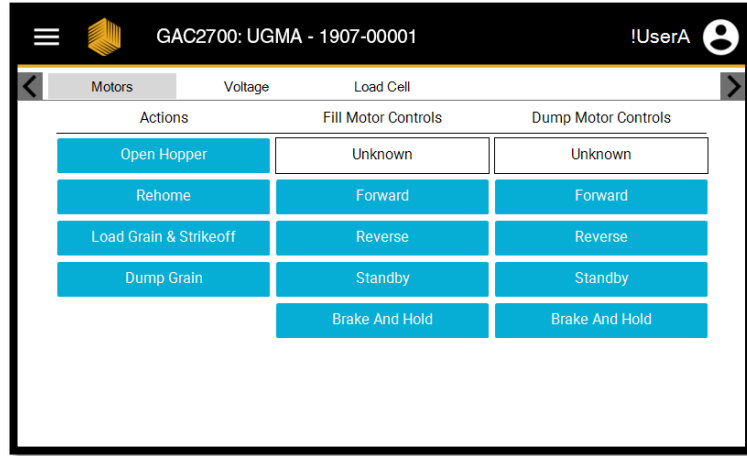 GAC2700: UGMA - 1907-00001 !UserA
Motors Voltage Load Cell
Actions Fill Motor Controls Dump Motor Controls
Open Hopper Unknown Unknown
Rehome Forward Forward
Load Grain & Strikeoff Reverse Reverse
Dump Grain Standby Standby
Brake And Hold Brake And Hold